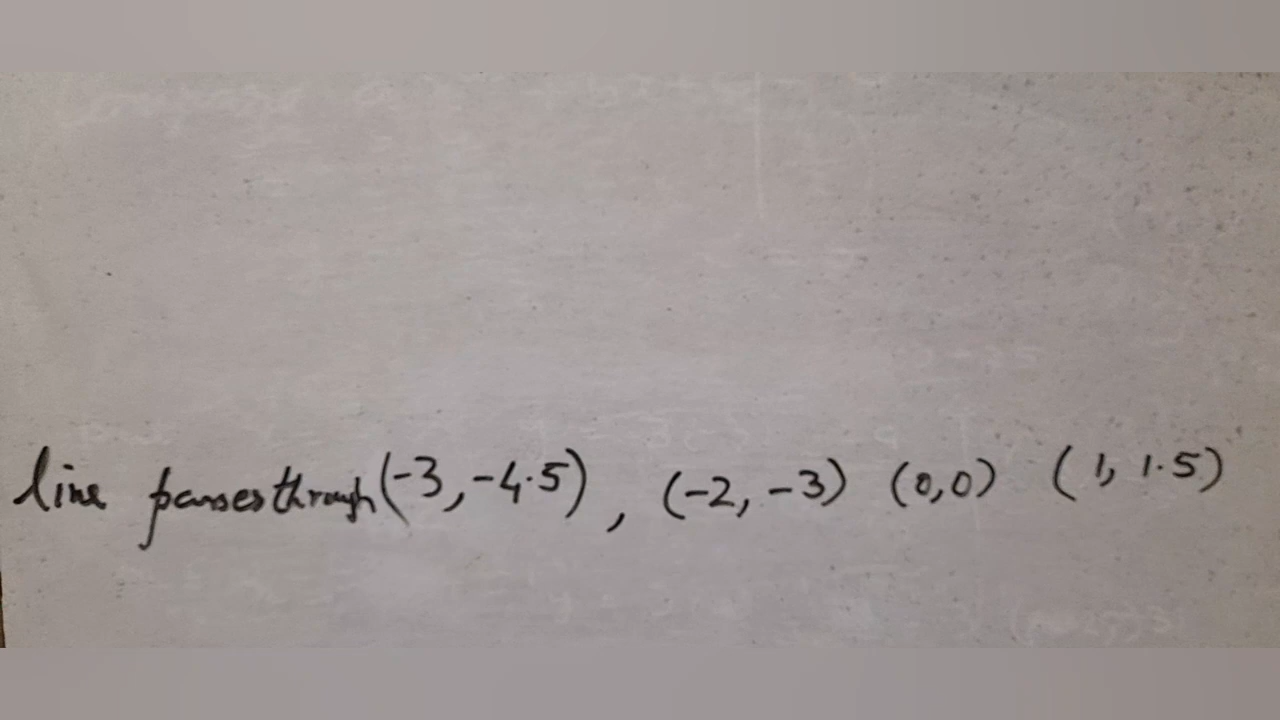 line passes through (-3, -4.5), (-2, -3) (0,0) (1, 1.5)